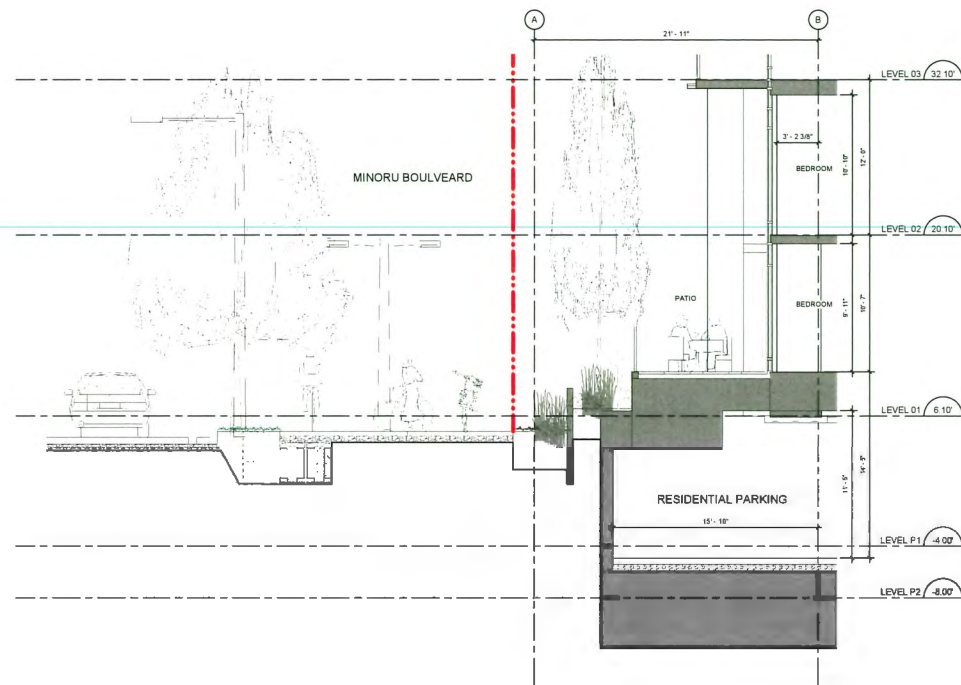 A
B
21' - 11"
LEVEL 03 32.10'
3' - 2 3/8"
MINORU BOULVEARD
BEDROOM
10' - 10"
12' - 0"
LEVEL 02 20.10'
PATIO
BEDROOM
9' - 11"
10' - 7"
LEVEL 01 6.10'
RESIDENTIAL PARKING
15' - 10"
11' - 5"
14' - 5"
LEVEL P1 -4.00'
LEVEL P2 -8.00'